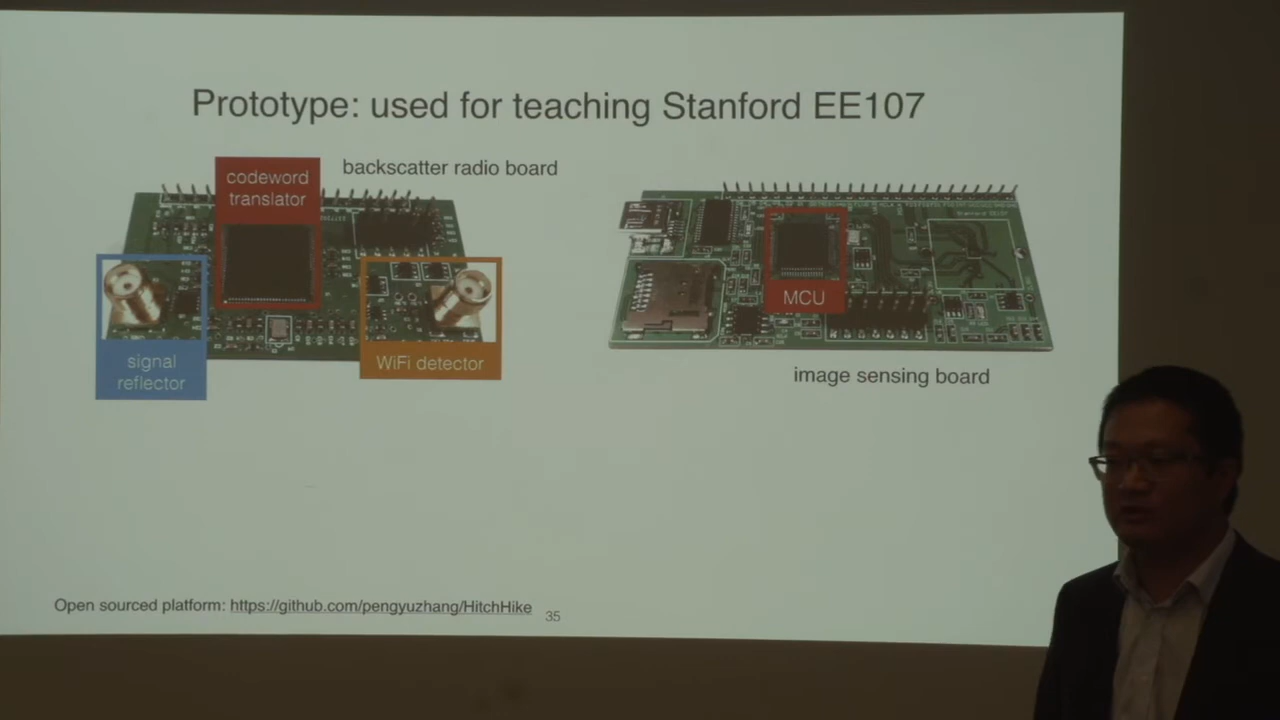 Prototype: used for teaching Stanford EE107
backscatter radio board
codeword
translator
signal
reflector
WiFi detector
MCU
image sensing board
Open sourced platform: https://github.com/pengyuzhang/HitchHike
35